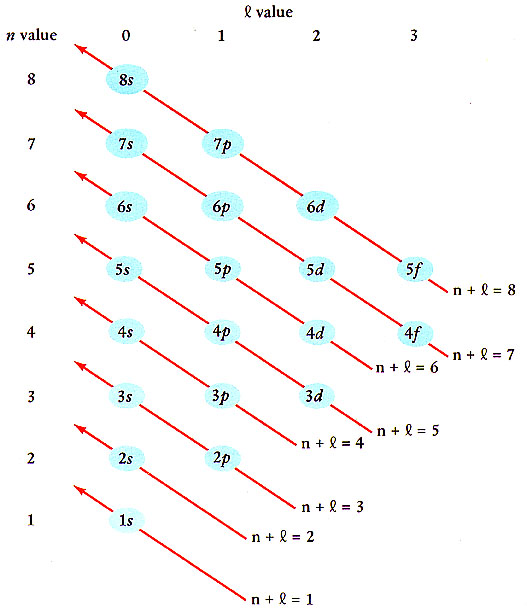 ℓ value
n value 0 1 2 3
8 8s
7 7s 7p
6 6s 6p 6d
5 5s 5p 5d 5f
n + ℓ = 8
4 4s 4p 4d 4f
n + ℓ = 7
n + ℓ = 6
3 3s 3p 3d
n + ℓ = 5
n + ℓ = 4
2 2s 2p
n + ℓ = 3
1 1s
n + ℓ = 2
n + ℓ = 1